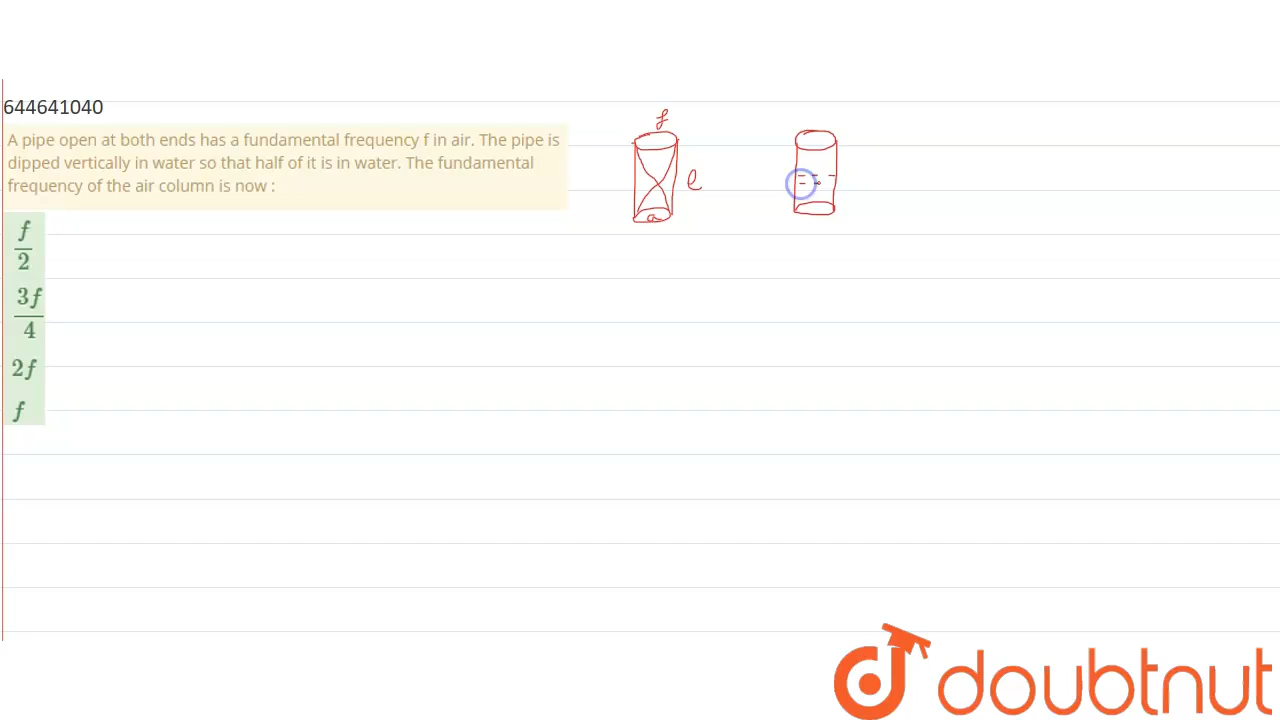 644641040
A pipe open at both ends has a fundamental frequency f in air. The pipe is
dipped vertically in water so that half of it is in water. The fundamental
frequency of the air column is now :
f/2
3f/4
2f
f
f
l
doubtnut